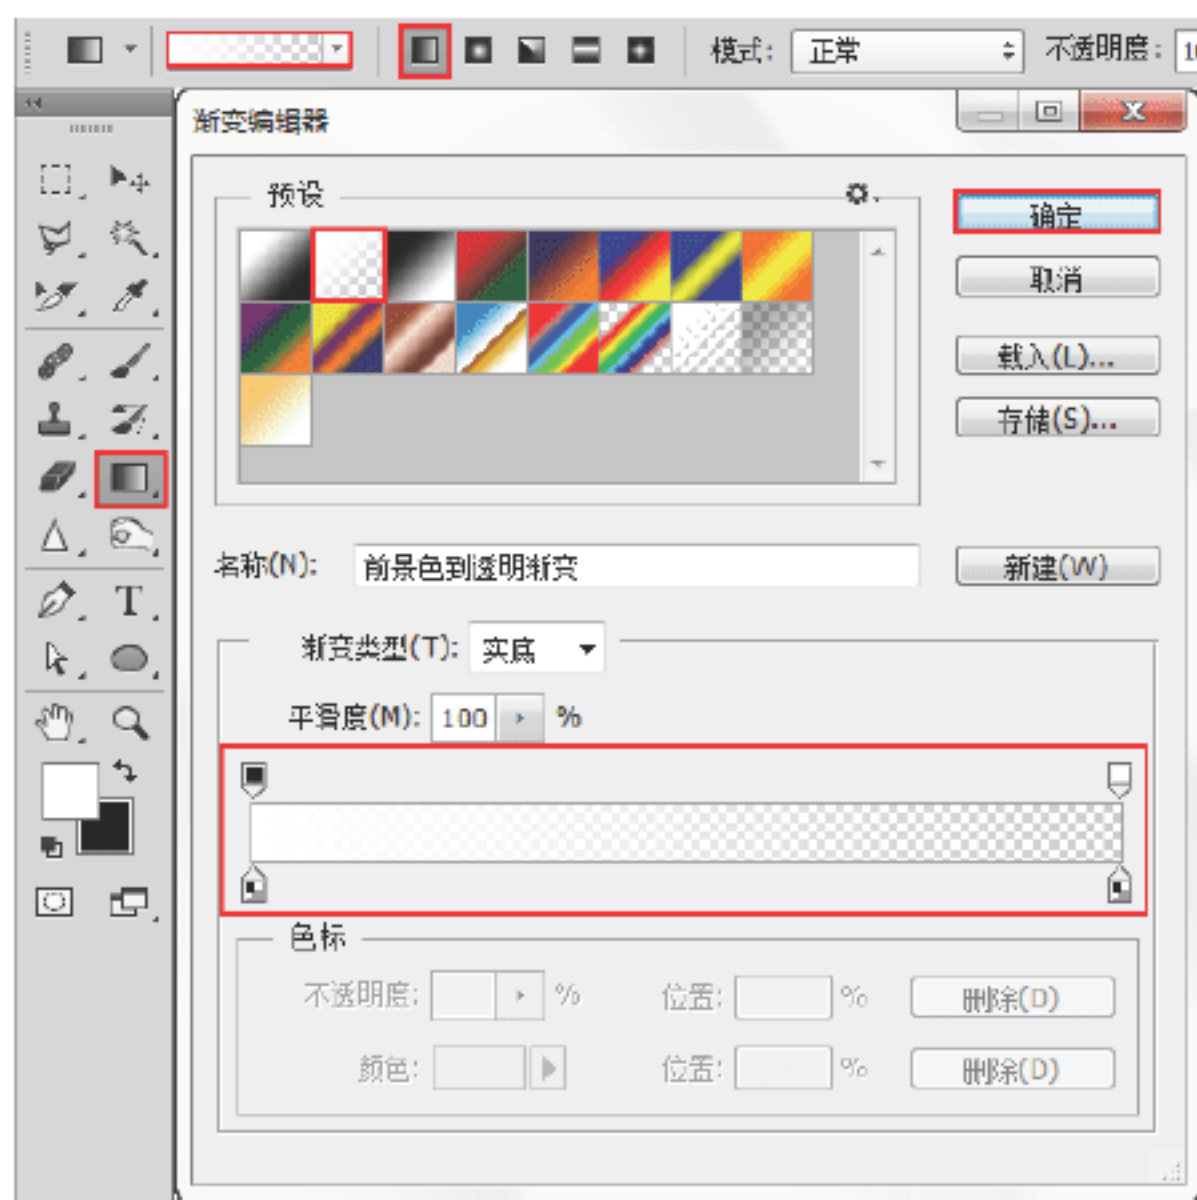 模式： 正常 不透明度：
渐变编辑器
预设
确定
取消
载入(L)...
存储(S)...
名称(N): 前景色到透明渐变 新建(W)
渐变类型(T): 实底
平滑度(M): 100 %
色标
不透明度: % 位置: % 删除(D)
颜色: 位置: % 删除(D)
T